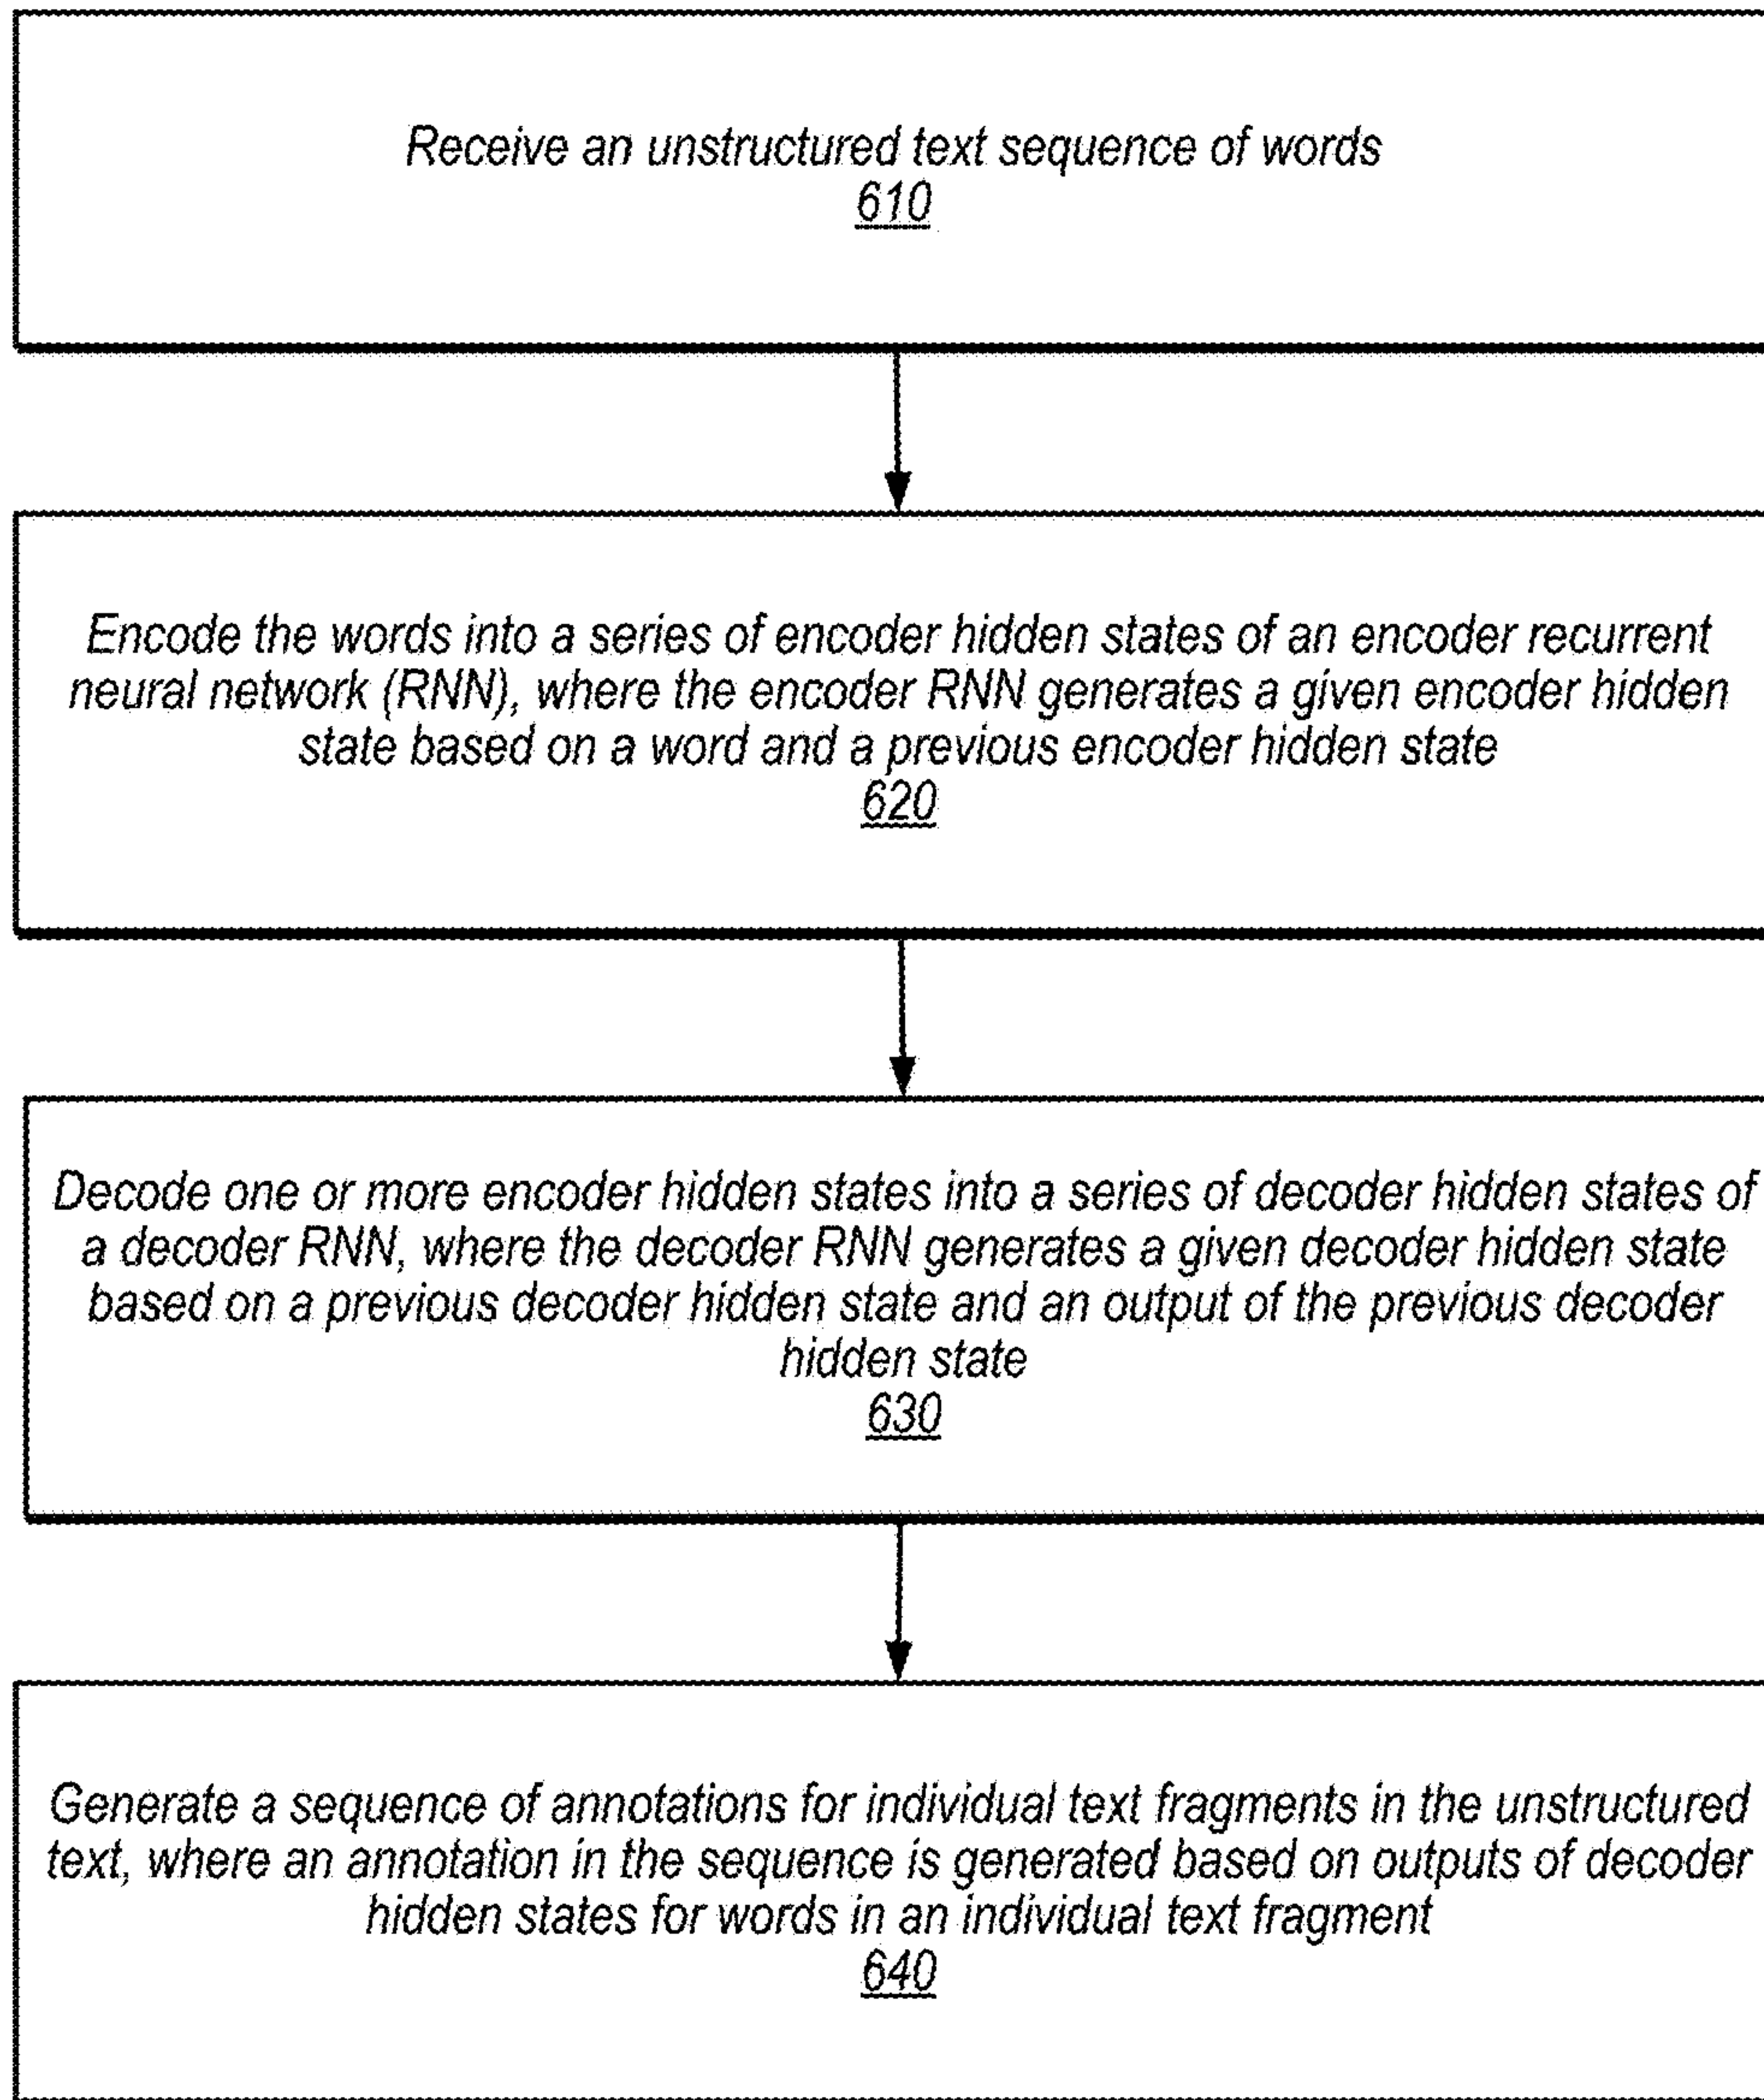 Receive an unstructured text sequence of words
610
Encode the words into a series of encoder hidden states of an encoder recurrent
neural network (RNN), where the encoder RNN generates a given encoder hidden
state based on a word and a previous encoder hidden state
620
Decode one or more encoder hidden states into a series of decoder hidden states of
a decoder RNN, where the decoder RNN generates a given decoder hidden state
based on a previous decoder hidden state and an output of the previous decoder
hidden state
630
Generate a sequence of annotations for individual text fragments in the unstructured
text, where an annotation in the sequence is generated based on outputs of decoder
hidden states for words in an individual text fragment
640